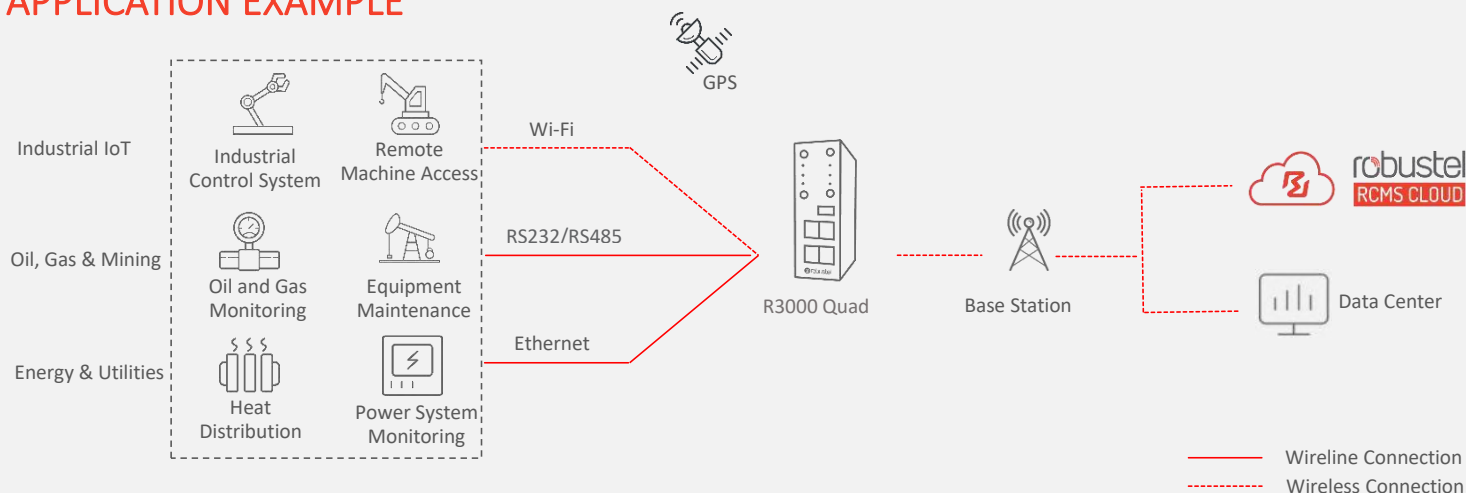 APPLICATION EXAMPLE
GPS
Industrial IoT
Industrial
Control System
Remote
Machine Access
Wi-Fi
Oil, Gas & Mining
Oil and Gas
Monitoring
Equipment
Maintenance
RS232/RS485
Energy & Utilities
Heat
Distribution
Power System
Monitoring
Ethernet
robustel
R3000 Quad
Base Station
robustel
RCMS CLOUD
Data Center
Wireline Connection
Wireless Connection